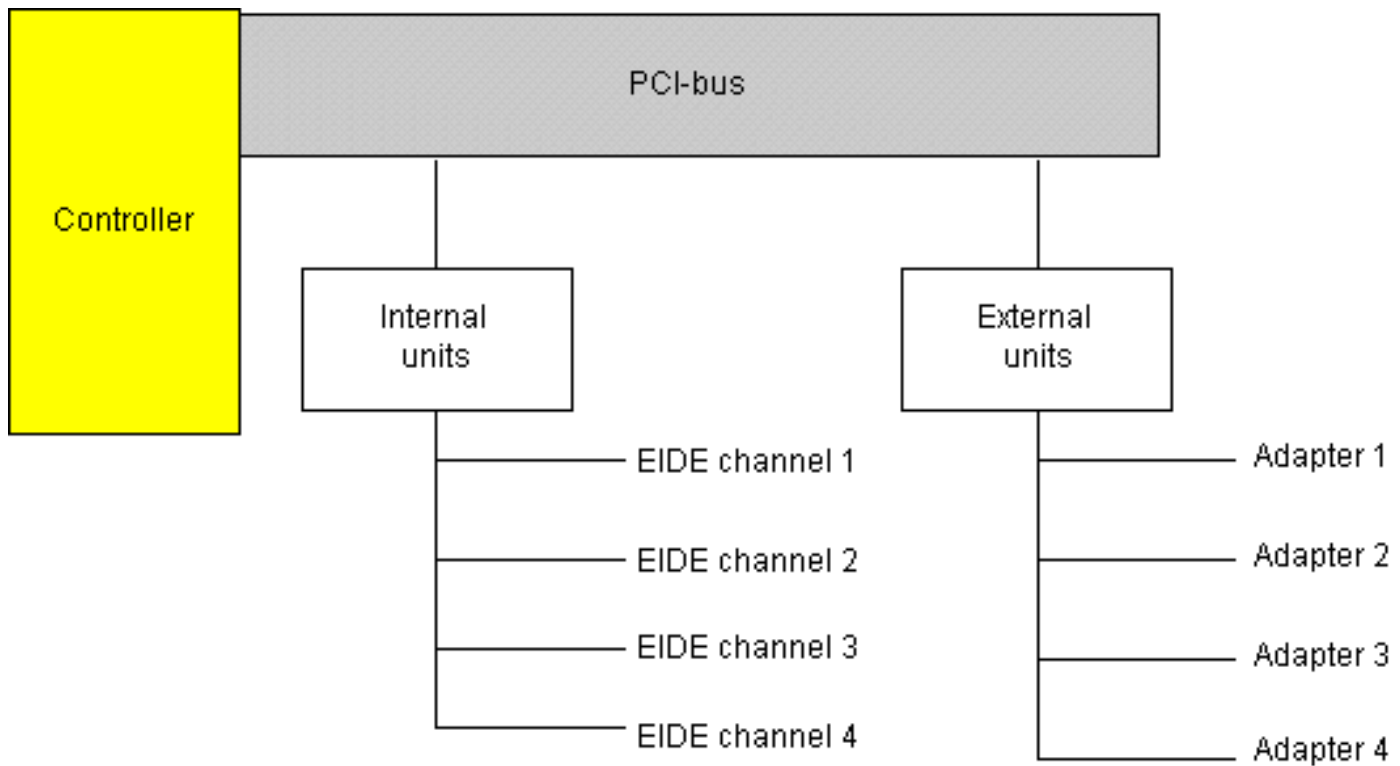 PCI-bus
Controller
Internal
units
External
units
EIDE channel 1
EIDE channel 2
EIDE channel 3
EIDE channel 4
Adapter 1
Adapter 2
Adapter 3
Adapter 4